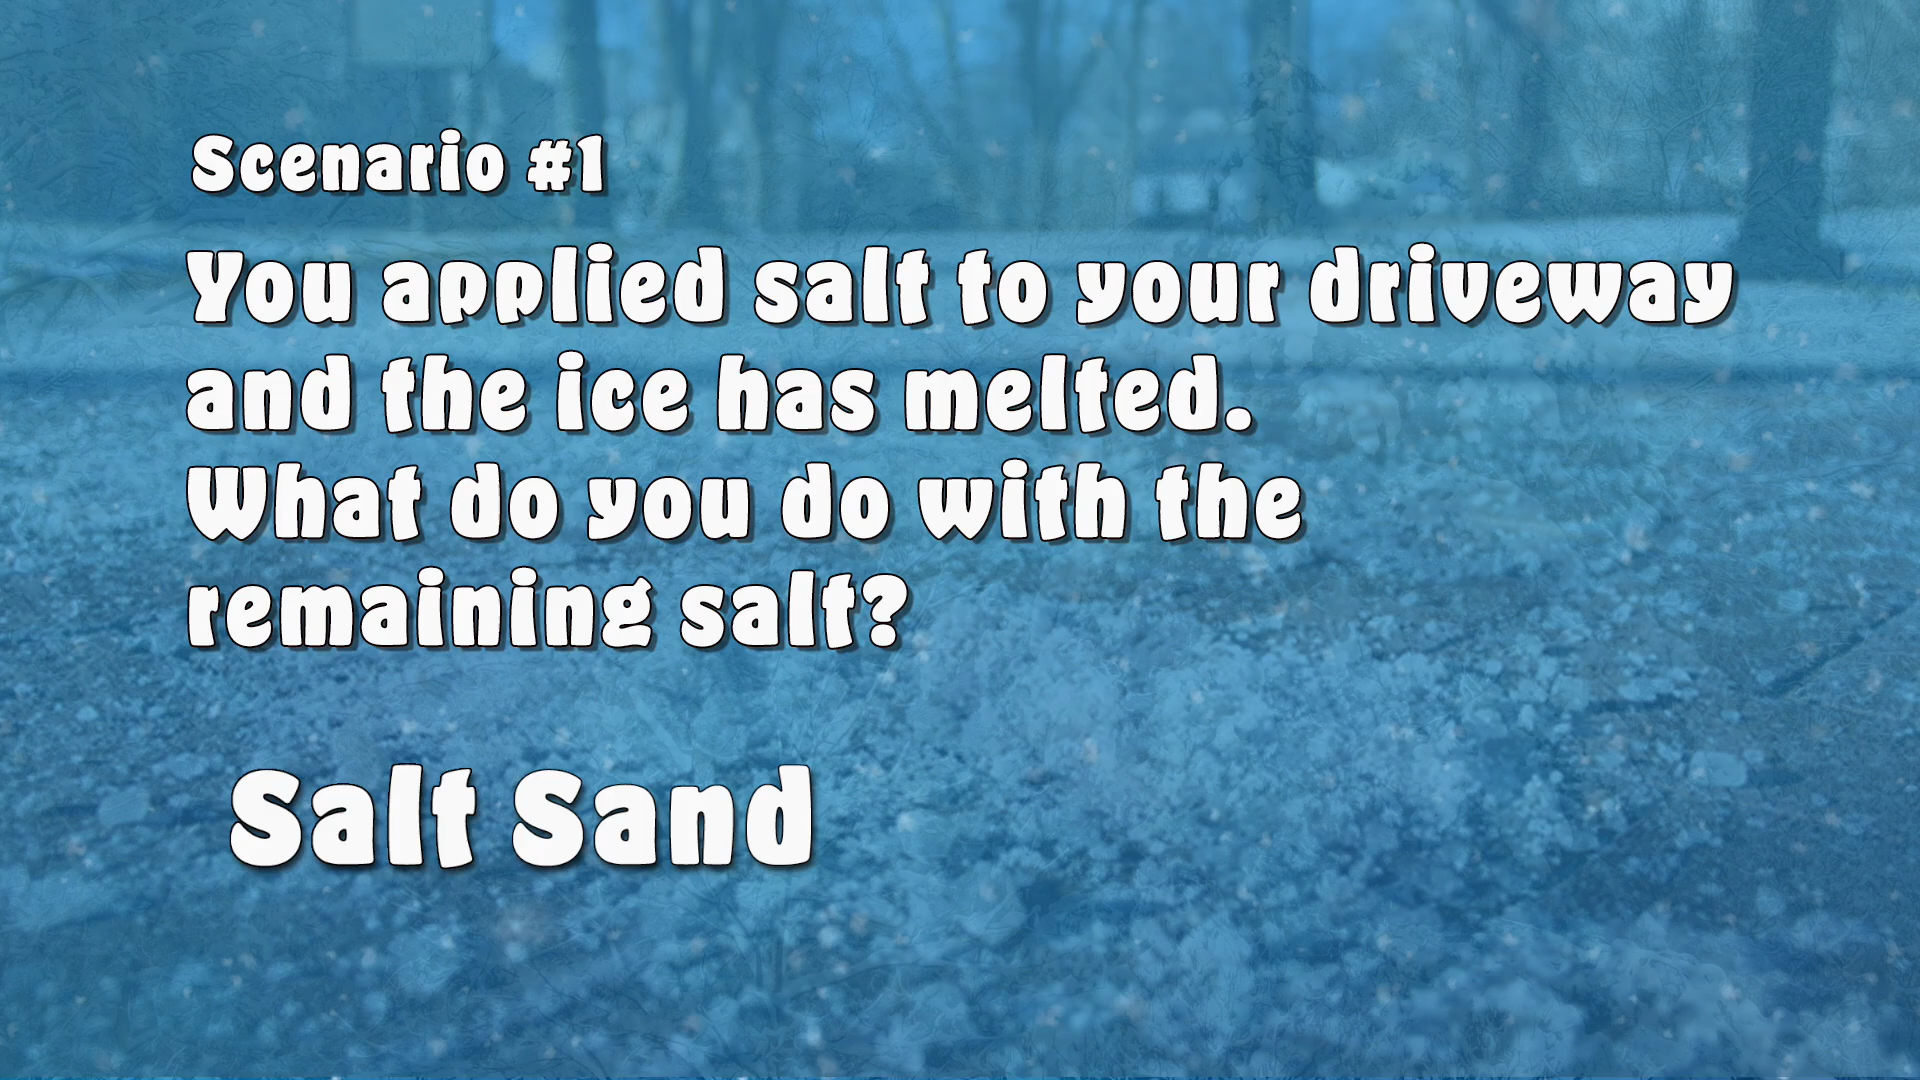 Scenario #1
You applied salt to your driveway
and the ice has melted.
What do you do with the
remaining salt?
Salt Sand